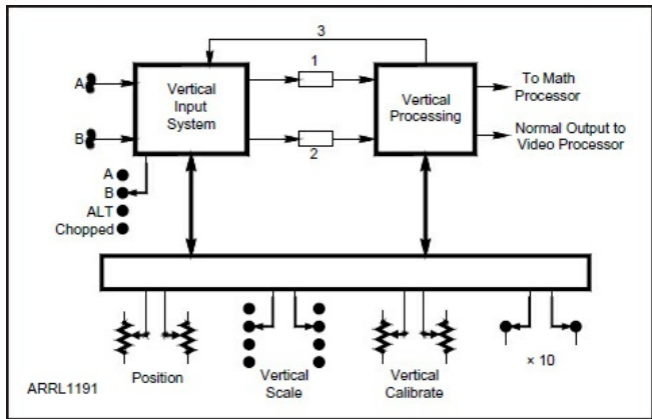 3
1
A
Vertical
Input
System
Vertical
Processing
To Math
Processor
B
Normal Output to
Video Processor
2
A
B
ALT
Chopped
Position
Vertical
Scale
Vertical
Calibrate
× 10
ARRL1191